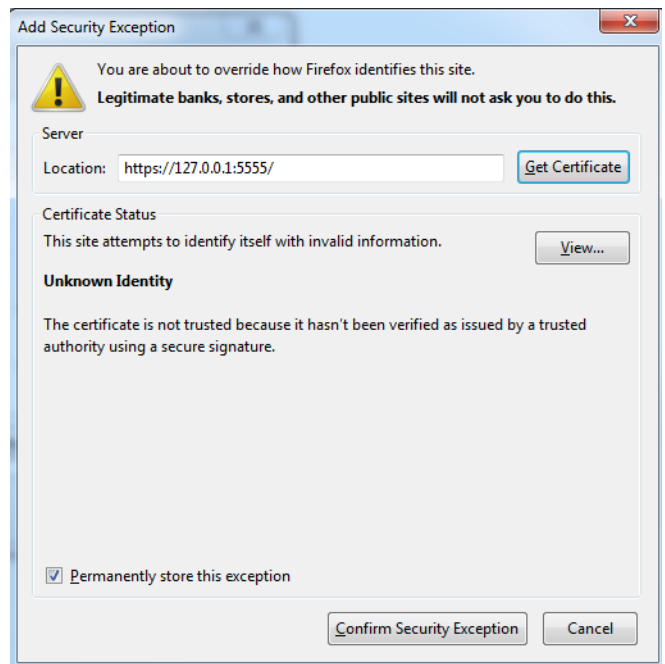 Add Security Exception
You are about to override how Firefox identifies this site.
Legitimate banks, stores, and other public sites will not ask you to do this.
Server
Location: https://127.0.0.1:5555/ Get Certificate
Certificate Status
This site attempts to identify itself with invalid information. View...
Unknown Identity
The certificate is not trusted because it hasn't been verified as issued by a trusted
authority using a secure signature.
Permanently store this exception
Confirm Security Exception Cancel